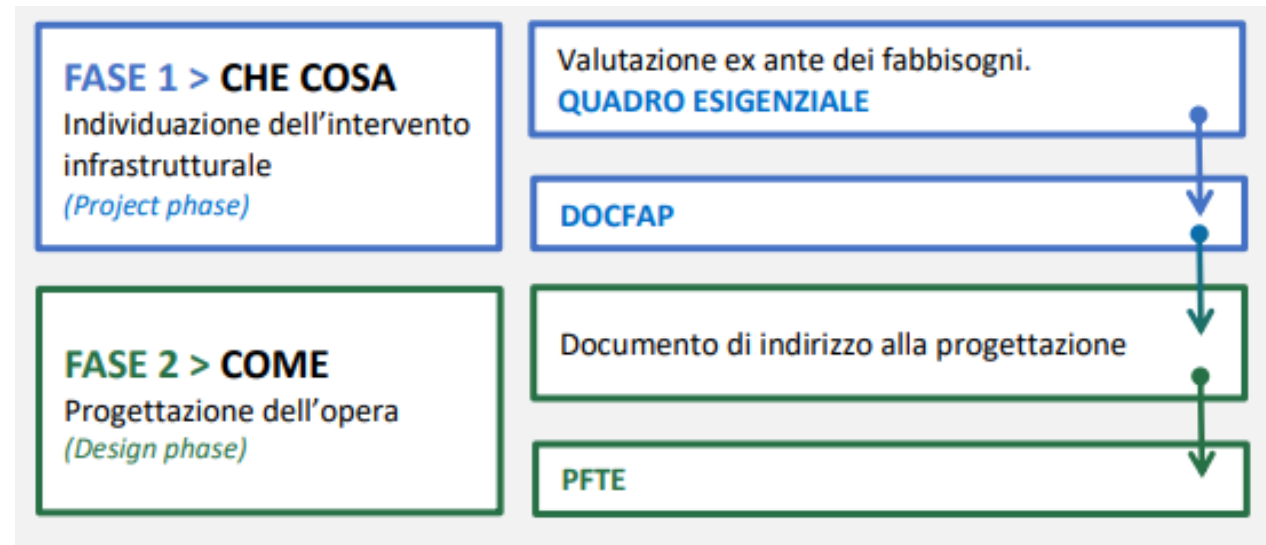 FASE 1 > CHE COSA
Individuazione dell'intervento
infrastrutturale
(Project phase)
Valutazione ex ante dei fabbisogni.
QUADRO ESIGENZIALE
DOCFAP
FASE 2 > COME
Progettazione dell'opera
(Design phase)
Documento di indirizzo alla progettazione
PFTE